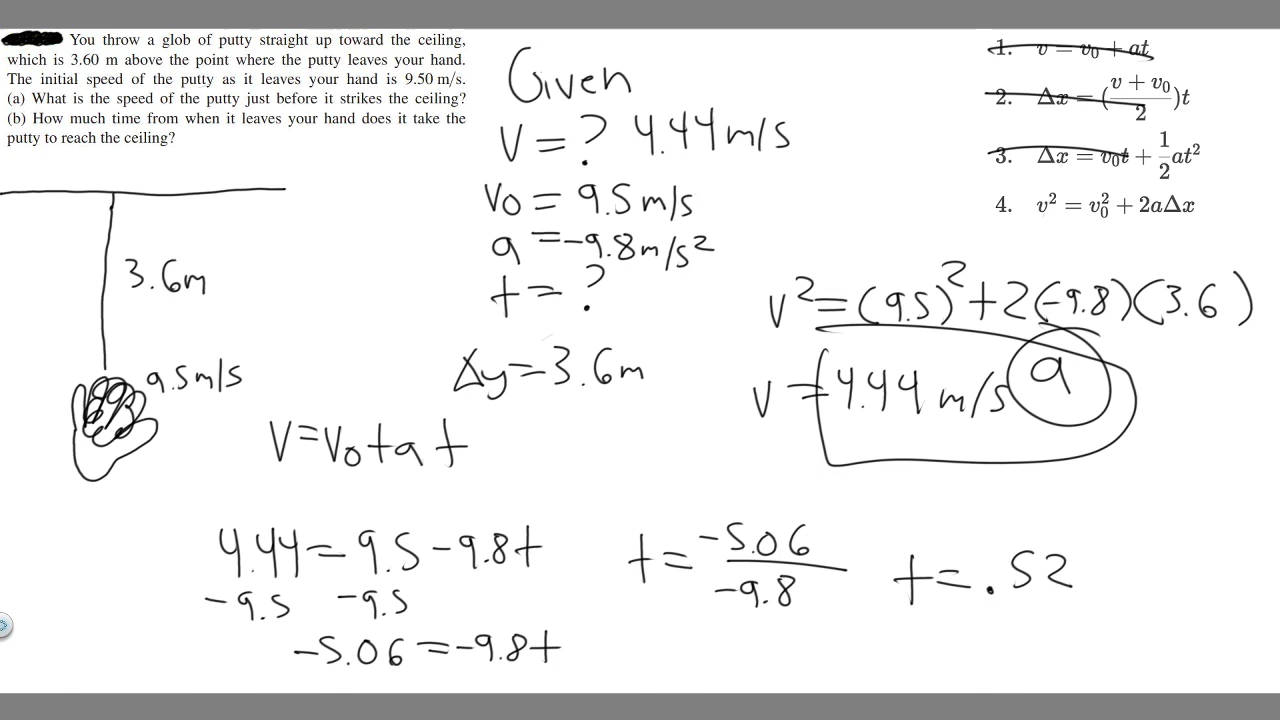 You throw a glob of putty straight up toward the ceiling,
which is 3.60 m above the point where the putty leaves your hand.
The initial speed of the putty as it leaves your hand is 9.50 m/s.
(a) What is the speed of the putty just before it strikes the ceiling?
(b) How much time from when it leaves your hand does it take the
putty to reach the ceiling?
3.6m
9.5m/s
Given
V = ? 4.44 m/s
Vo = 9.5 m/s
a = -9.8 m/s²
t = ?
Δy = 3.6m
1. v = v₀ + at
2. Δx = (\frac{v + v₀}{2})t
3. Δx = v₀t + \frac{1}{2}at²
4. v² = v₀² + 2aΔx
V² = (9.5)² + 2(-9.8)(3.6)
V = 4.44 m/s a
V = Vo + at
4.44 = 9.5 - 9.8t
-9.5 -9.5
-5.06 = -9.8t
t = \frac{-5.06}{-9.8}
t = .52